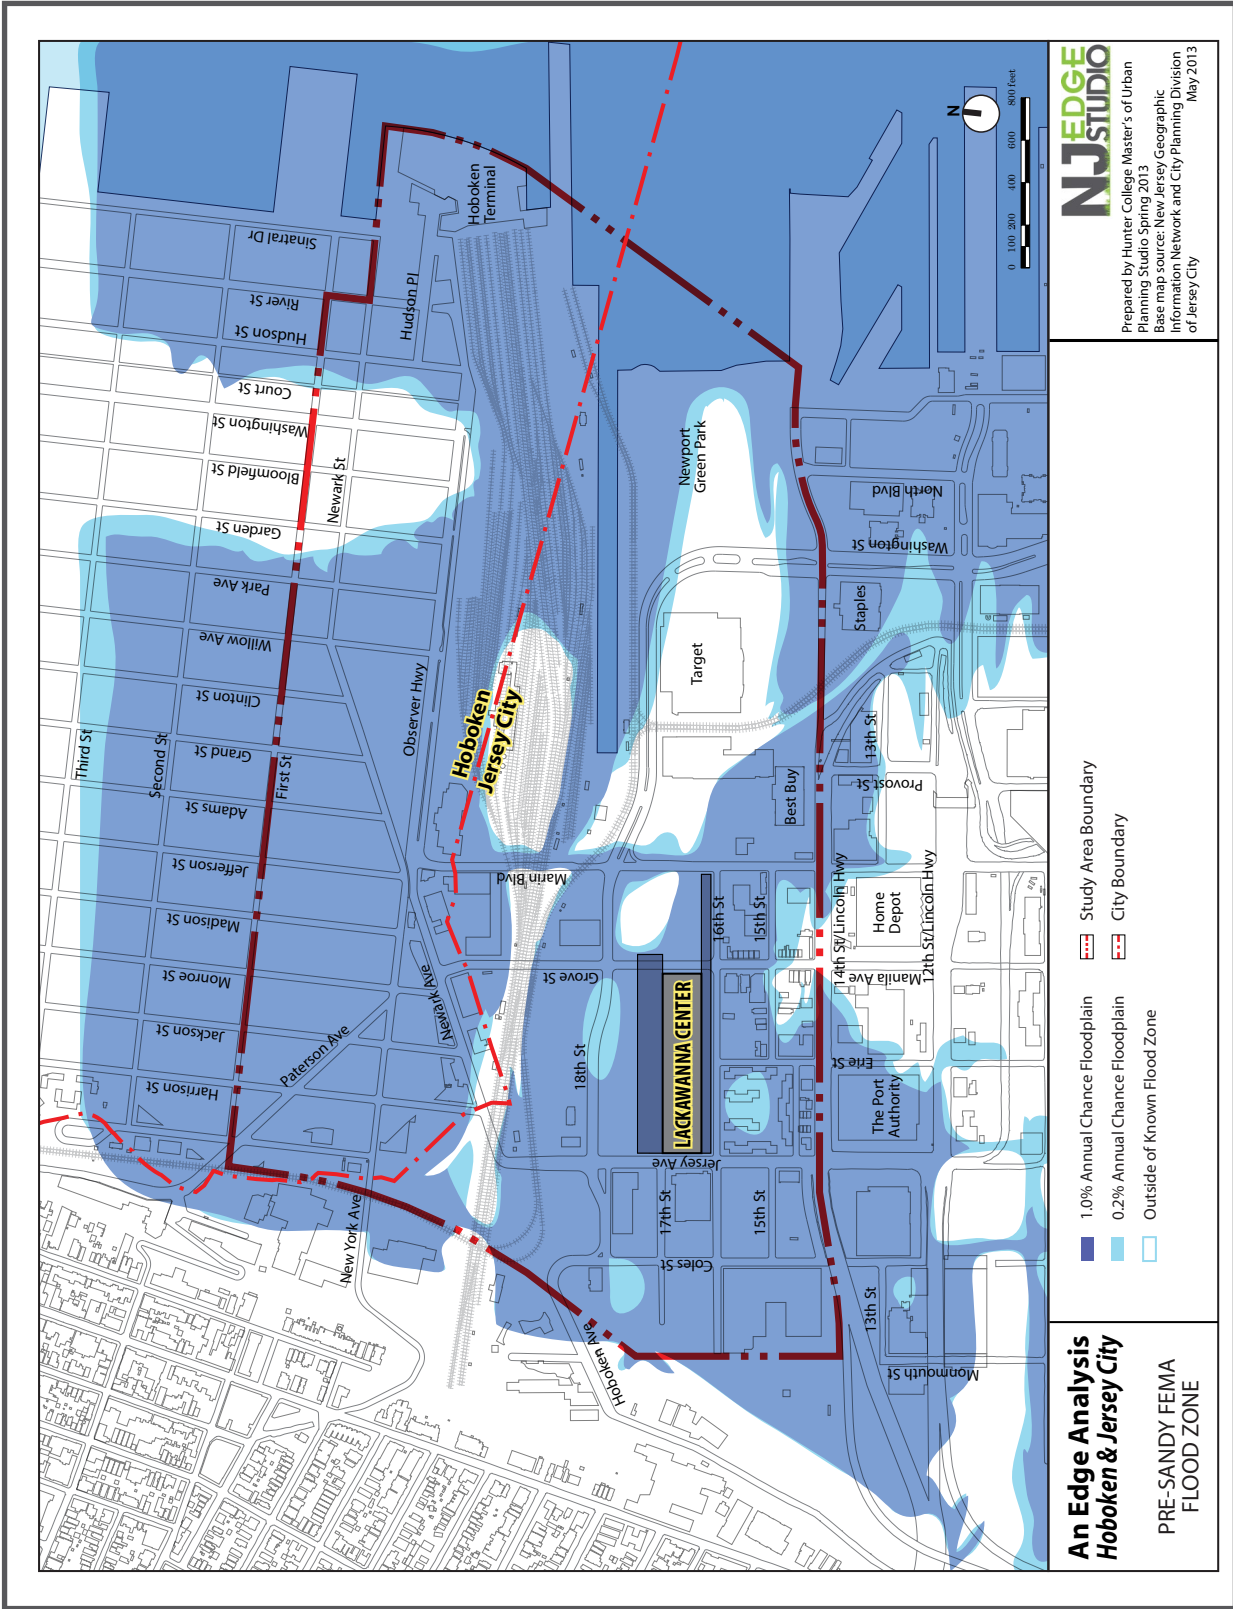 Third St
Second St
First St
Newark St
Observer Hwy
Hudson Pl
Sinatral Dr
River St
Hudson St
Court St
Washington St
Bloomfield St
Garden St
Park Ave
Willow Ave
Clinton St
Grand St
Adams St
Jefferson St
Madison St
Monroe St
Jackson St
Harrison St
Paterson Ave
Newark Ave
New York Ave
Hoboken
Terminal
Hoboken
Jersey City
Marin Blvd
Grove St
18th St
17th St
16th St
15th St
15th St
LACKAWANNA CENTER
Jersey Ave
Coles St
Hoboken Ave
Newport
Green Park
Target
Best Buy
Staples
North Blvd
Washington St
13th St
Provost St
14th St/Lincoln Hwy
Home
Depot
12th St/Lincoln Hwy
Manila Ave
Erie St
The Port
Authority
13th St
Monmouth St
N
0 100 200 400 600 800 feet
An Edge Analysis
Hoboken & Jersey City
PRE-SANDY FEMA
FLOOD ZONE
1.0% Annual Chance Floodplain
0.2% Annual Chance Floodplain
Outside of Known Flood Zone
Study Area Boundary
City Boundary
NJ EDGE
STUDIO
Prepared by Hunter College Master's of Urban
Planning Studio Spring 2013
Base map source: New Jersey Geographic
Information Network and City Planning Division
of Jersey City
May 2013